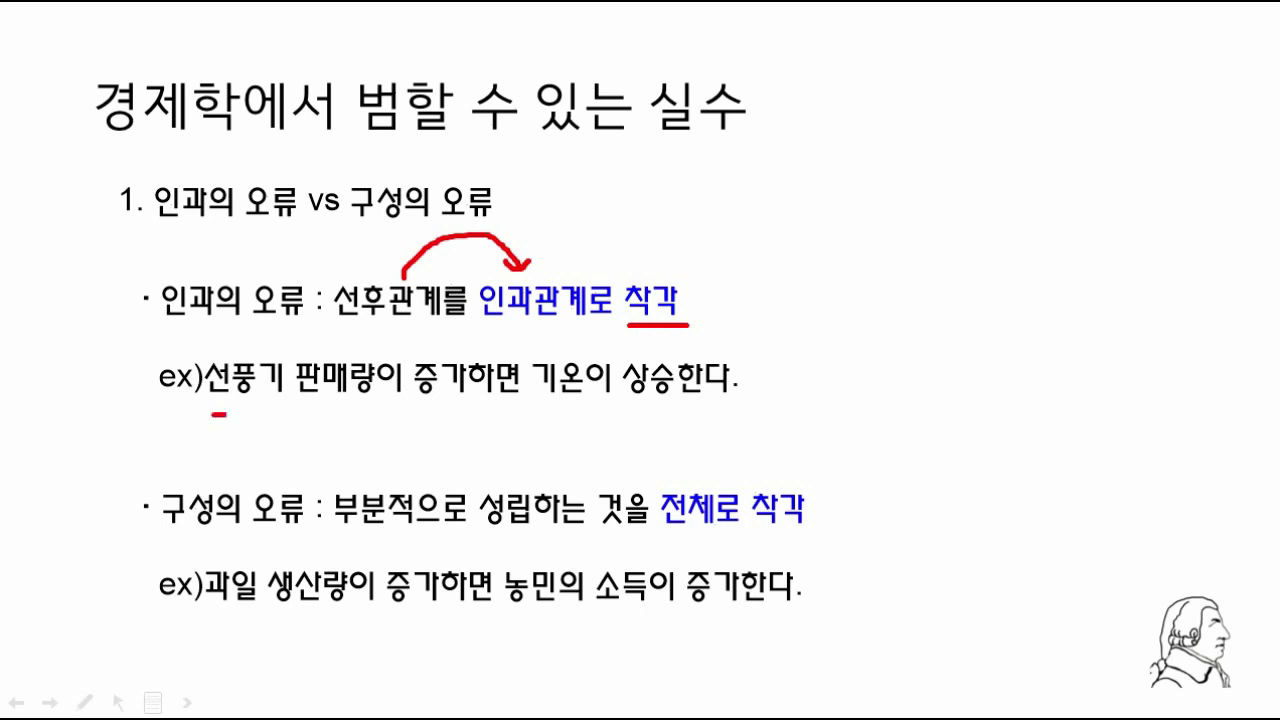 경제학에서 범할 수 있는 실수
1. 인과의 오류 vs 구성의 오류
· 인과의 오류 : 선후관계를 인과관계로 착각
ex)선풍기 판매량이 증가하면 기온이 상승한다.
· 구성의 오류 : 부분적으로 성립하는 것을 전체로 착각
ex)과일 생산량이 증가하면 농민의 소득이 증가한다.